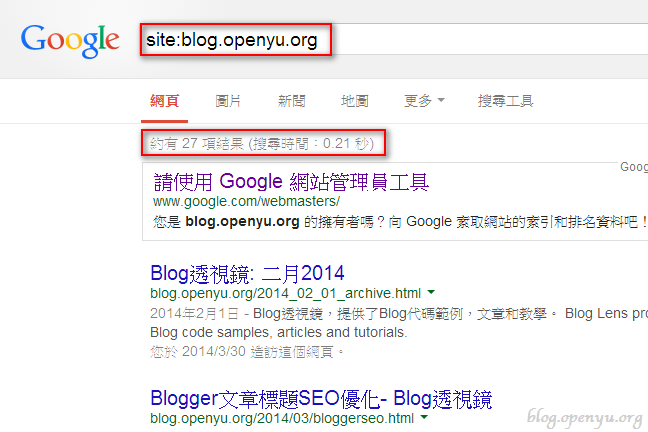 Google
site:blog.openyu.org
網頁 圖片 新聞 地圖 更多 搜尋工具
約有 27 項結果 (搜尋時間：0.21 秒)
Goo
請使用 Google 網站管理員工具
www.google.com/webmasters/
您是 blog.openyu.org 的擁有者嗎？向 Google 索取網站的索引和排名資料吧！
Blog透視鏡: 二月2014
blog.openyu.org/2014_02_01_archive.html
2014年2月1日 - Blog透視鏡，提供了Blog代碼範例，文章和教學。 Blog Lens pro
Blog code samples, articles and tutorials.
您於 2014/3/30 造訪這個網頁。
Blogger文章標題SEO優化- Blog透視鏡
blog.openyu.org/2014/03/bloggerseo.html
blog.openyu.org